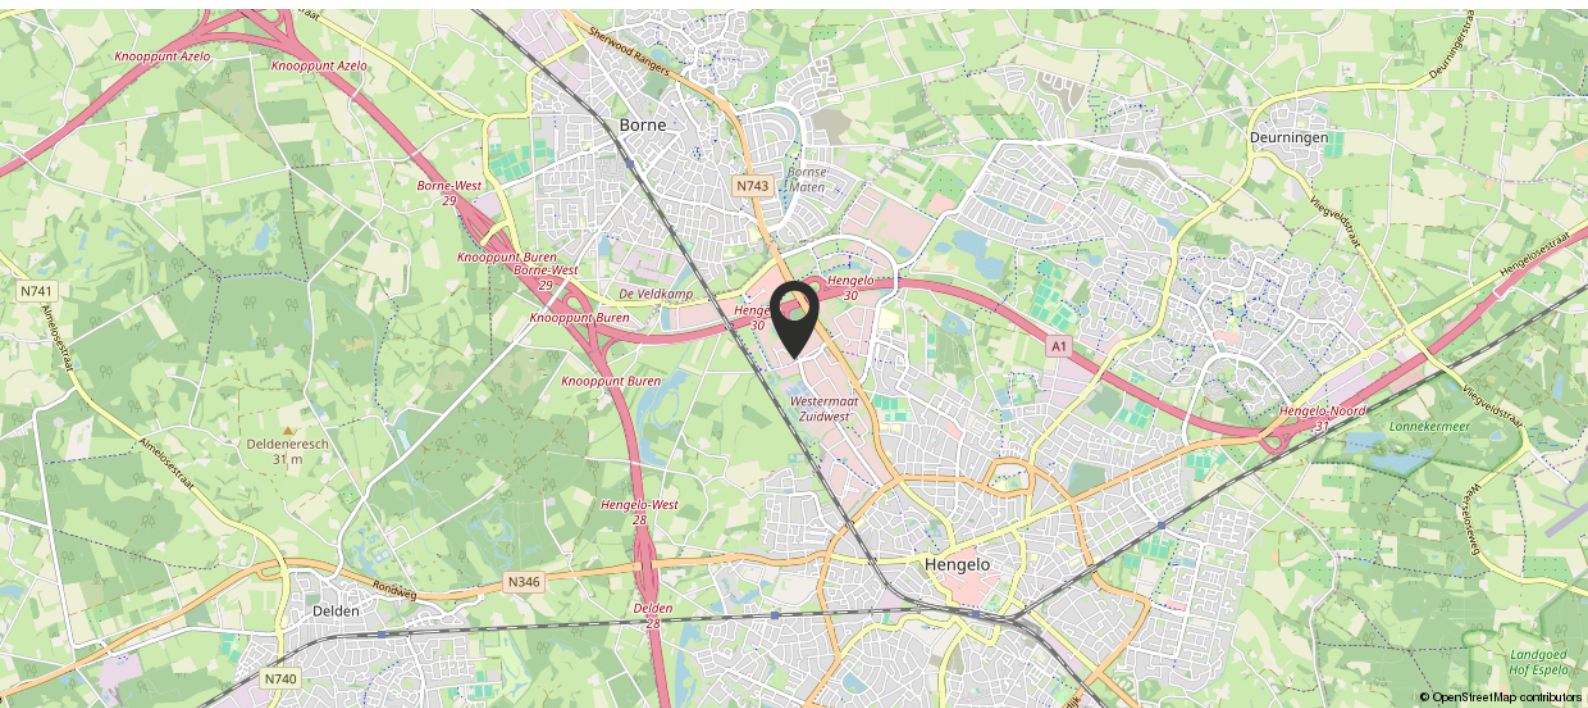 Knooppunt Azelo
Knooppunt Azelo
Sherwood Rangers
Deurningerstraat
Borne
Deurningen
Borne-West
29
N743
Bornse
Maten
Vliegveldstraat
Hengelosestraat
Knooppunt Buren
Borne-West
29
N741
Almelosestraat
De Veldkamp
Hengelo
30
30
Knooppunt Buren
A1
Knooppunt Buren
Westermaat
Zuidwest
Hengelo-Noord
31
Vliegveldstraat
Lonnekermeer
Deldeneresch
31 m
Almelosestraat
Hengelo-West
28
Weerseloseweg
N346
Rondweg
Hengelo
Delden
Delden
28
N740
Landgoed
Hof Espelo
© OpenStreetMap contributors